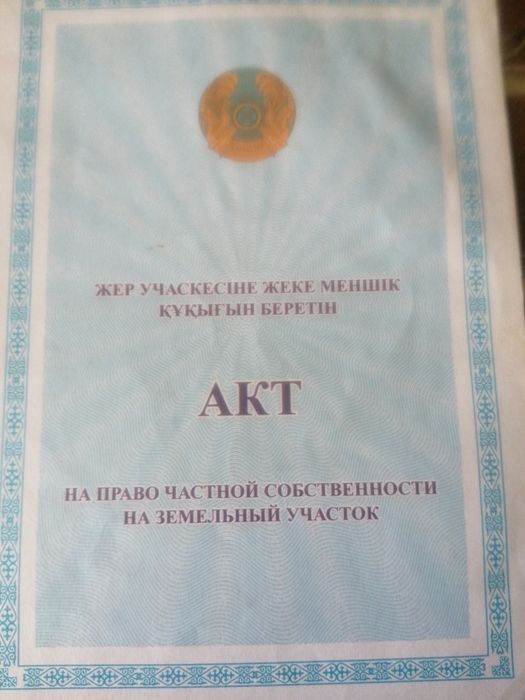 ЖЕР УЧАСКЕСІНЕ ЖЕКЕ МЕНШІК
ҚҰҚЫҒЫН БЕРЕТІН
АКТ
НА ПРАВО ЧАСТНОЙ СОБСТВЕННОСТИ
НА ЗЕМЕЛЬНЫЙ УЧАСТОК